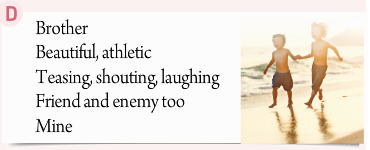 D
Brother
Beautiful, athletic
Teasing, shouting, laughing
Friend and enemy too
Mine